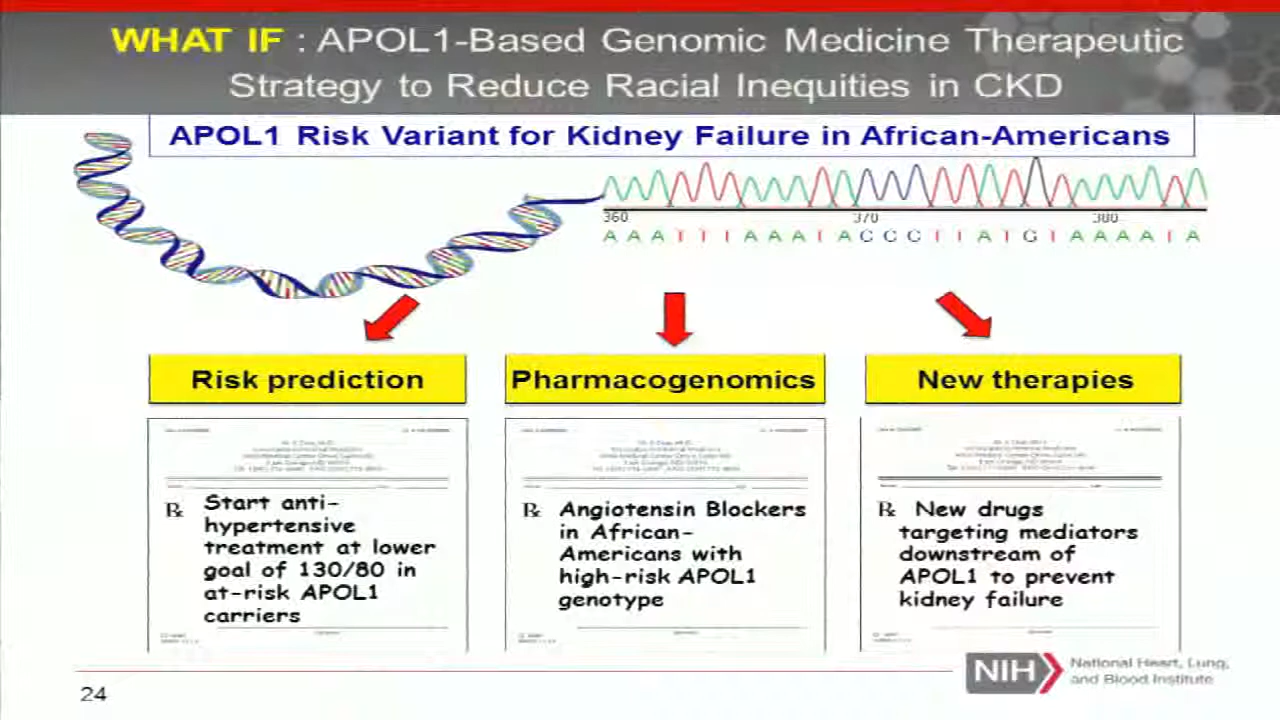 WHAT IF : APOL1-Based Genomic Medicine Therapeutic
Strategy to Reduce Racial Inequities in CKD
APOL1 Risk Variant for Kidney Failure in African-Americans
360 370 380
A A A T T T A A A T A C C C T T A T G T A A A A T A
Risk prediction
Pharmacogenomics
New therapies
℞ Start anti-
hypertensive
treatment at lower
goal of 130/80 in
at-risk APOL1
carriers
℞ Angiotensin Blockers
in African-
Americans with
high-risk APOL1
genotype
℞ New drugs
targeting mediators
downstream of
APOL1 to prevent
kidney failure
24
NIH
National Heart, Lung,
and Blood Institute